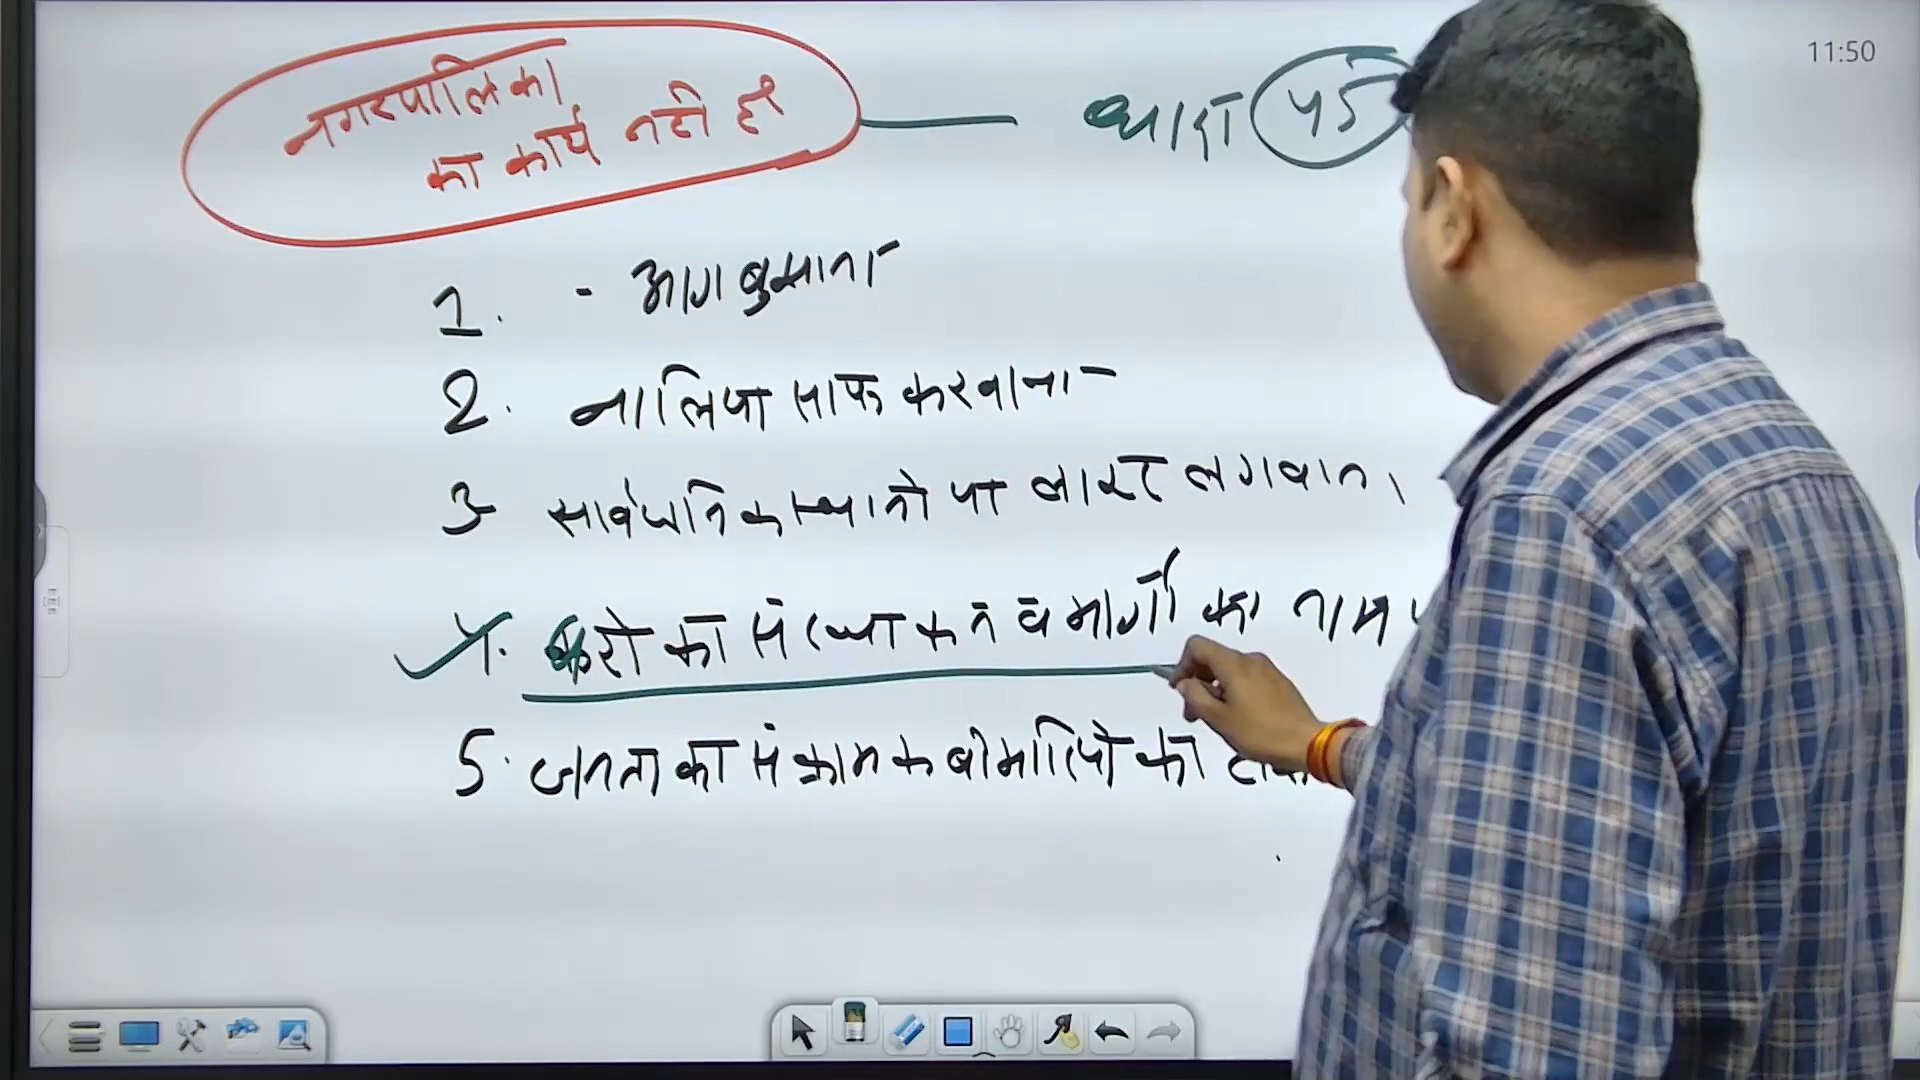 11:50
नगरपालिका
का कार्य नही है
धारा 45
1. - आग बुझाना
2. नालिया साफ करवाना
3 सार्वजनिक स्थानो पर लाइट लगवाना
4. करो का संख्याकन व मार्गो का नाम
5. जनता को संक्रामक बीमारियो का